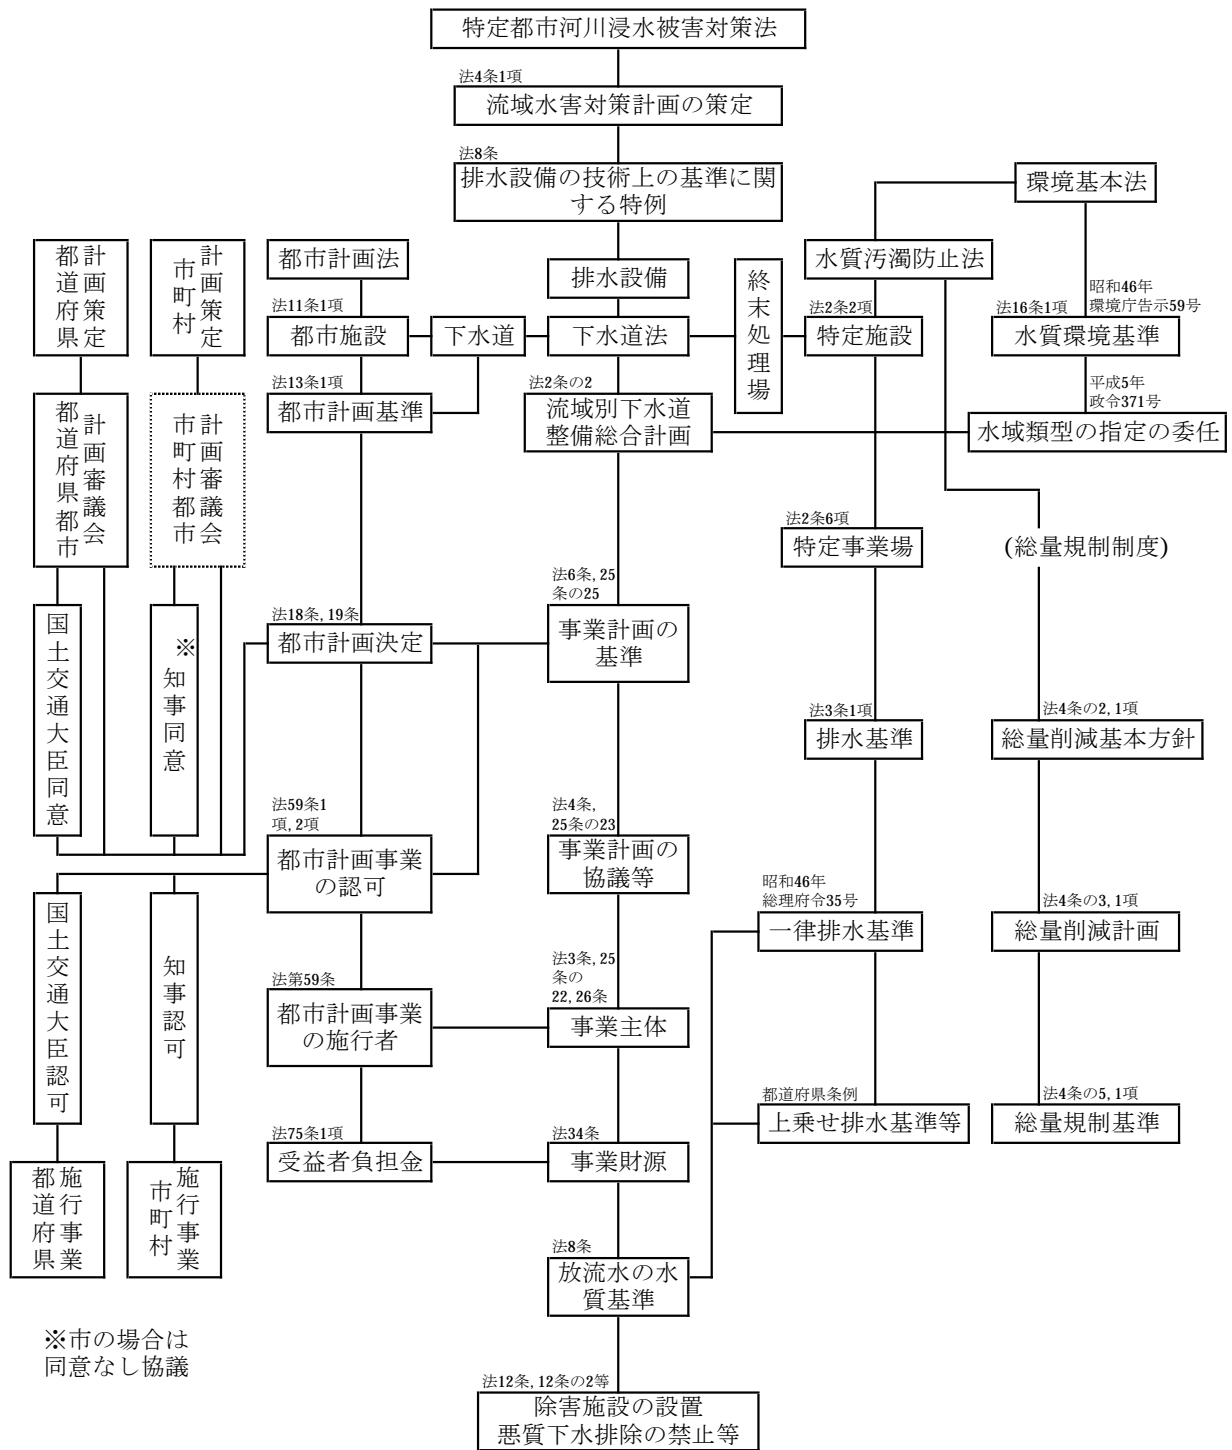 特定都市河川浸水被害対策法
法4条1項
流域水害対策計画の策定
法8条
排水設備の技術上の基準に関
する特例
環境基本法
都道府県
計画策定
市町村
計画策定
都市計画法
排水設備
終末処理場
水質汚濁防止法
昭和46年
環境庁告示59号
法11条1項
都市施設
下水道
下水道法
法2条2項
特定施設
法16条1項
水質環境基準
法13条1項
都市計画基準
法2条の2
流域別下水道
整備総合計画
平成5年
政令371号
水域類型の指定の委任
都道府県都市
計画審議会
市町村都市
計画審議会
法2条6項
特定事業場
(総量規制制度)
法6条, 25
条の25
事業計画の
基準
法18条, 19条
都市計画決定
国土交通大臣同意
※
知事同意
法3条1項
排水基準
法4条の2, 1項
総量削減基本方針
法59条1
項, 2項
都市計画事業
の認可
法4条,
25条の23
事業計画の
協議等
昭和46年
総理府令35号
一律排水基準
法4条の3, 1項
総量削減計画
国土交通大臣認可
知事認可
法第59条
都市計画事業
の施行者
法3条, 25
条の
22, 26条
事業主体
都道府県条例
上乗せ排水基準等
法4条の5, 1項
総量規制基準
法75条1項
受益者負担金
法34条
事業財源
都道府県
施行事業
市町村
施行事業
法8条
放流水の水
質基準
※市の場合は
同意なし協議
法12条, 12条の2等
除害施設の設置
悪質下水排除の禁止等